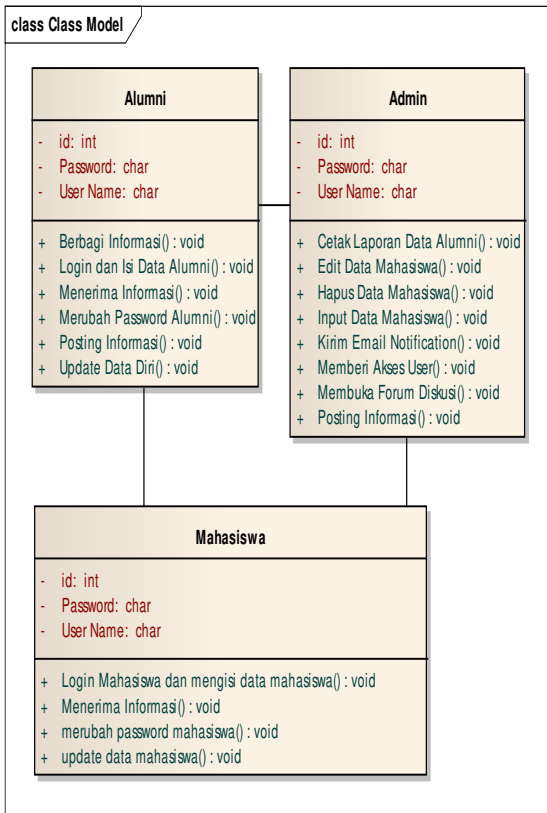 class Class Model
Alumni
- id: int
- Password: char
- User Name: char
+ Berbagi Informasi() : void
+ Login dan Isi Data Alumni() : void
+ Menerima Informasi() : void
+ Merubah Password Alumni() : void
+ Posting Informasi() : void
+ Update Data Diri() : void
Admin
- id: int
- Password: char
- User Name: char
+ Cetak Laporan Data Alumni() : void
+ Edit Data Mahasiswa() : void
+ Hapus Data Mahasiswa() : void
+ Input Data Mahasiswa() : void
+ Kirim Email Notification() : void
+ Memberi Akses User() : void
+ Membuka Forum Diskusi() : void
+ Posting Informasi() : void
Mahasiswa
- id: int
- Password: char
- User Name: char
+ Login Mahasiswa dan mengisi data mahasiswa() : void
+ Menerima Informasi() : void
+ merubah password mahasiswa() : void
+ update data mahasiswa() : void